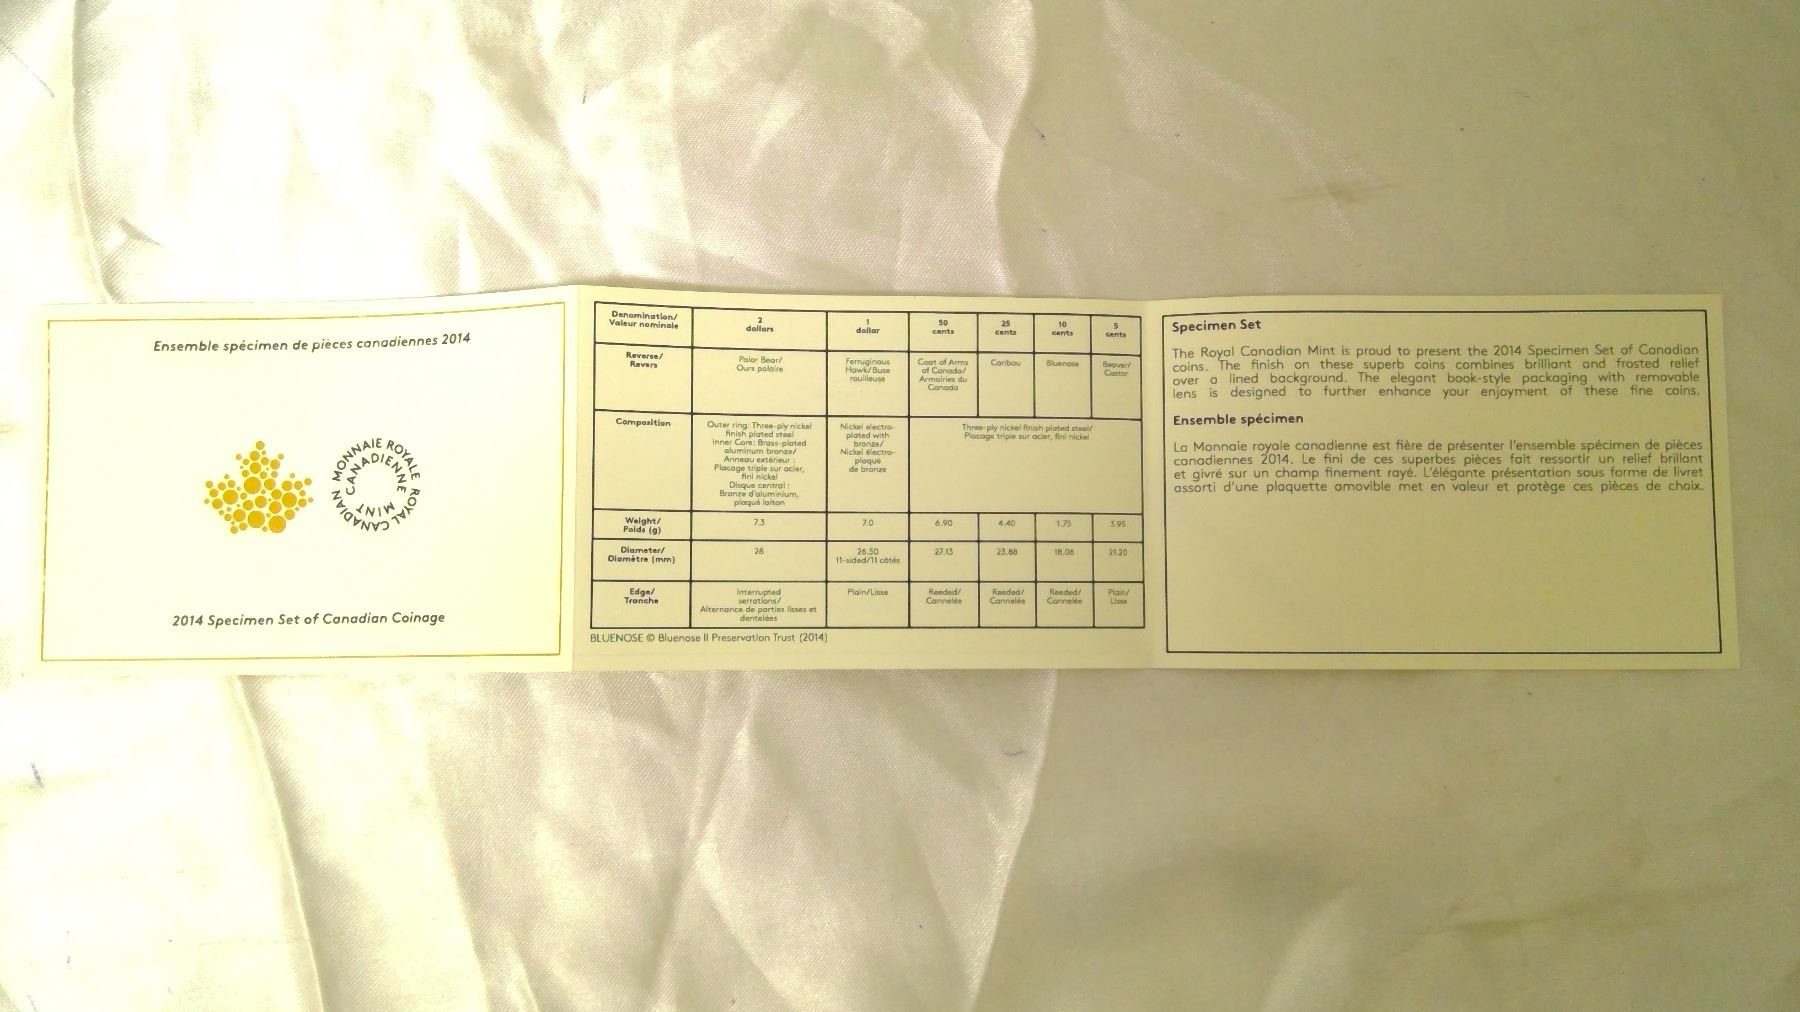 Ensemble spécimen de pièces canadiennes 2014
MONNAIE ROYALE CANADIENNE
ROYAL CANADIAN MINT
2014 Specimen Set of Canadian Coinage
Denomination/
Valeur nominale
2
dollars
1
dollar
50
cents
25
cents
10
cents
5
cents
Reverse/
Revers
Polar Bear/
Ours polaire
Ferruginous
Hawk/Buse
rouilleuse
Coat of Arms
of Canada/
Armoiries du
Canada
Caribou
Bluenose
Beaver/
Castor
Composition
Outer ring: Three-ply nickel
finish plated steel
Inner Core: Brass-plated
aluminum bronze/
Anneau extérieur :
Placage triple sur acier,
fini nickel
Disque central :
Bronze d'aluminium,
plaqué laiton
Nickel electro-
plated with
bronze/
Nickel électro-
plaqué
de bronze
Three-ply nickel finish plated steel/
Placage triple sur acier, fini nickel
Weight/
Poids (g)
7.3
7.0
6.90
4.40
1.75
3.95
Diameter/
Diamètre (mm)
28
26.50
11-sided/11 côtés
27.13
23.88
18.06
21.20
Edge/
Tranche
Interrupted
serrations/
Alternance de parties lisses et
dentelées
Plain/Lisse
Reeded/
Cannelée
Reeded/
Cannelée
Reeded/
Cannelée
Plain/
Lisse
BLUENOSE © Bluenose II Preservation Trust (2014)
Specimen Set
The Royal Canadian Mint is proud to present the 2014 Specimen Set of Canadian
coins. The finish on these superb coins combines brilliant and frosted relief
over a lined background. The elegant book-style packaging with removable
lens is designed to further enhance your enjoyment of these fine coins.
Ensemble spécimen
La Monnaie royale canadienne est fière de présenter l'ensemble spécimen de pièces
canadiennes 2014. Le fini de ces superbes pièces fait ressortir un relief brillant
et givré sur un champ finement rayé. L'élégante présentation sous forme de livret
assorti d'une plaquette amovible met en valeur et protège ces pièces de choix.